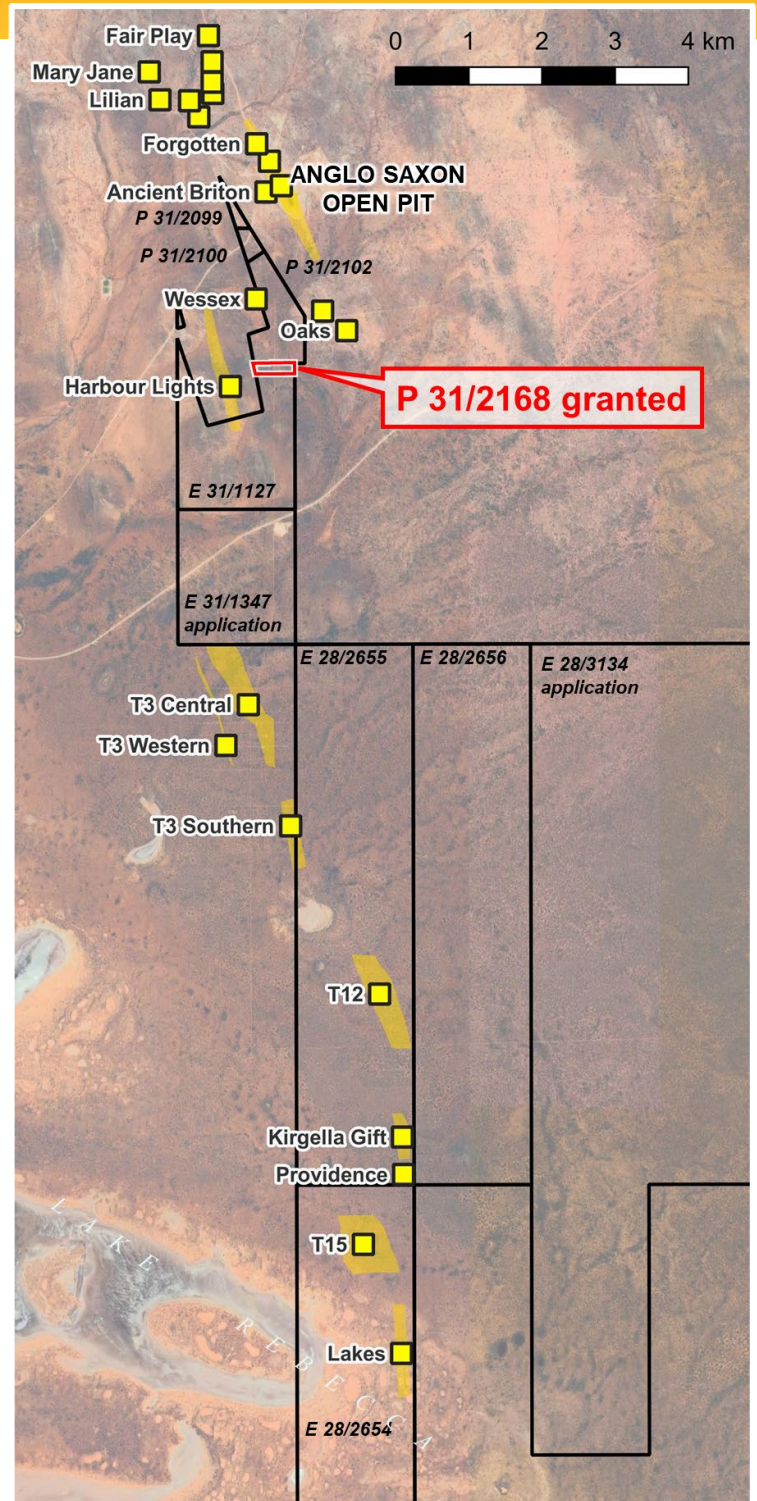 Fair Play
0 1 2 3 4 km
Mary Jane
Lilian
Forgotten
ANGLO SAXON
OPEN PIT
Ancient Briton
P 31/2099
P 31/2100
P 31/2102
Wessex
Oaks
Harbour Lights
P 31/2168 granted
E 31/1127
E 31/1347
application
E 28/2655
E 28/2656
E 28/3134
application
T3 Central
T3 Western
T3 Southern
T12
Kirgella Gift
Providence
T15
LAKE REBECCA
Lakes
E 28/2654